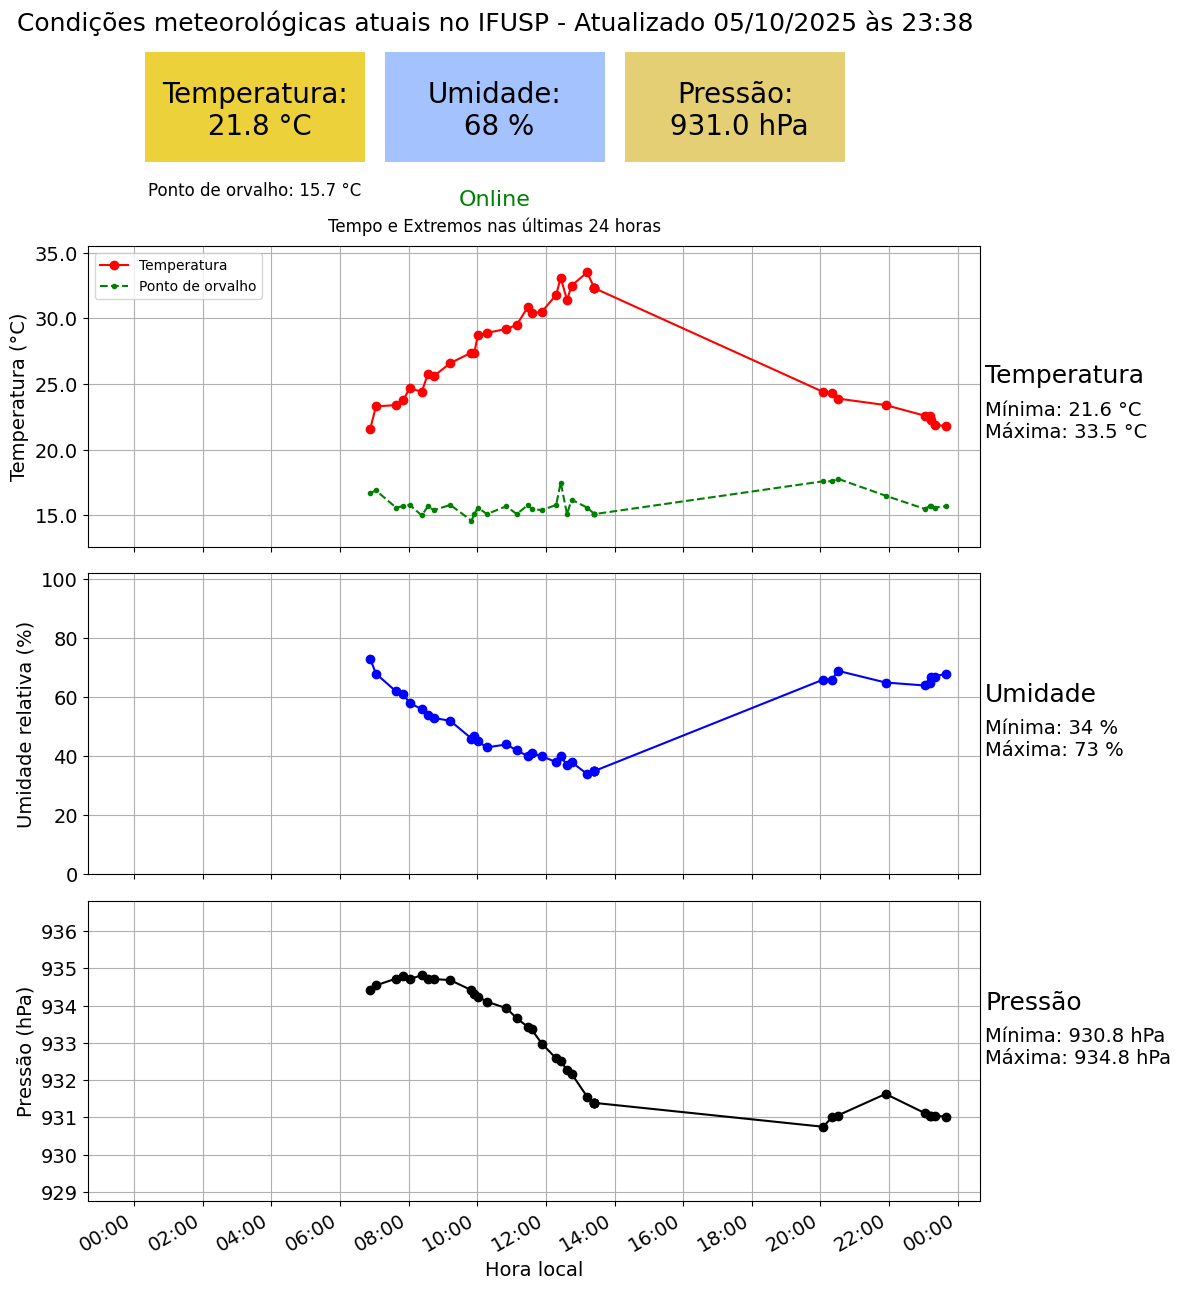 Condições meteorológicas atuais no IFUSP - Atualizado 05/10/2025 às 23:38
Temperatura:
21.8 °C
Umidade:
68 %
Pressão:
931.0 hPa
Ponto de orvalho: 15.7 °C
Online
Tempo e Extremos nas últimas 24 horas
Temperatura (°C)
35.0
30.0
25.0
20.0
15.0
Temperatura
Ponto de orvalho
Temperatura
Mínima: 21.6 °C
Máxima: 33.5 °C
Umidade relativa (%)
100
80
60
40
20
0
Umidade
Mínima: 34 %
Máxima: 73 %
Pressão (hPa)
936
935
934
933
932
931
930
929
Pressão
Mínima: 930.8 hPa
Máxima: 934.8 hPa
00:00 02:00 04:00 06:00 08:00 10:00 12:00 14:00 16:00 18:00 20:00 22:00 00:00
Hora local